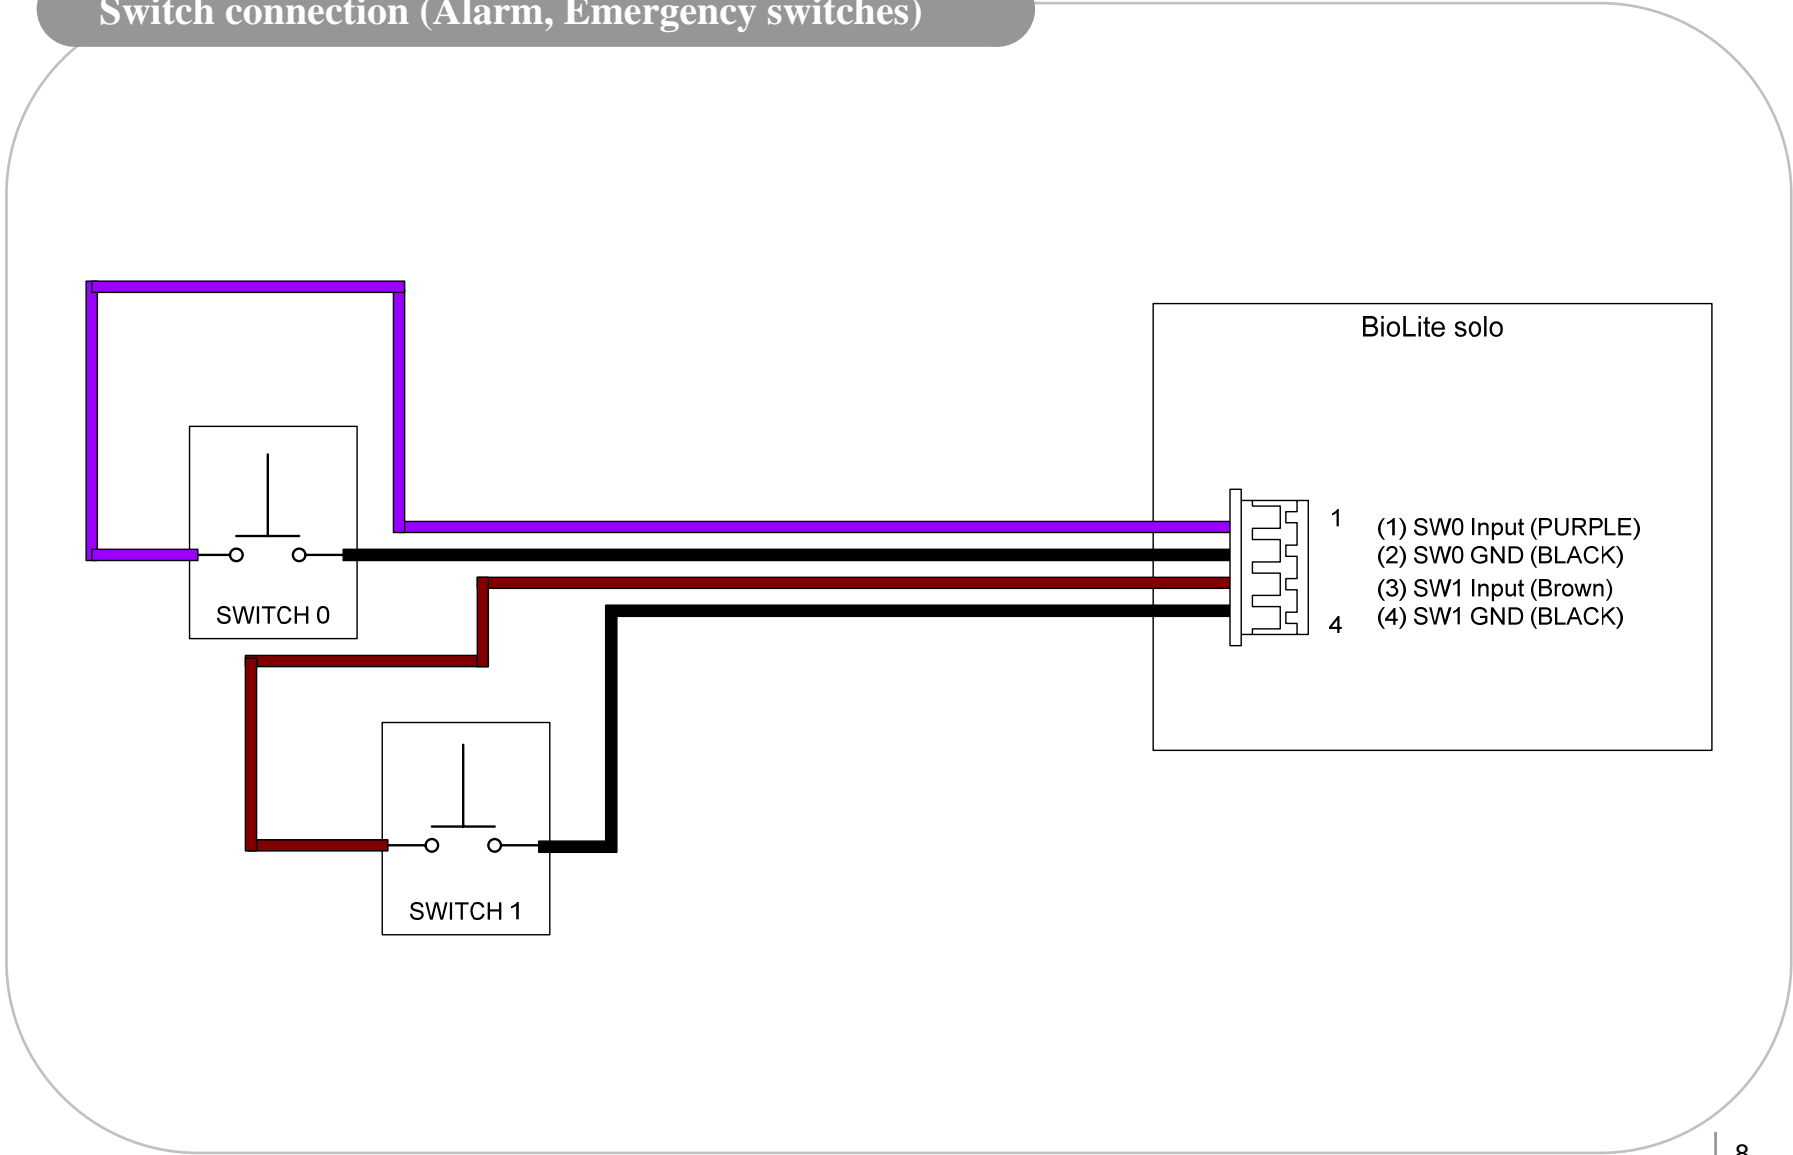 Switch connection (Alarm, Emergency switches)
BioLite solo
1
(1) SW0 Input (PURPLE)
(2) SW0 GND (BLACK)
(3) SW1 Input (Brown)
(4) SW1 GND (BLACK)
4
SWITCH 0
SWITCH 1
8